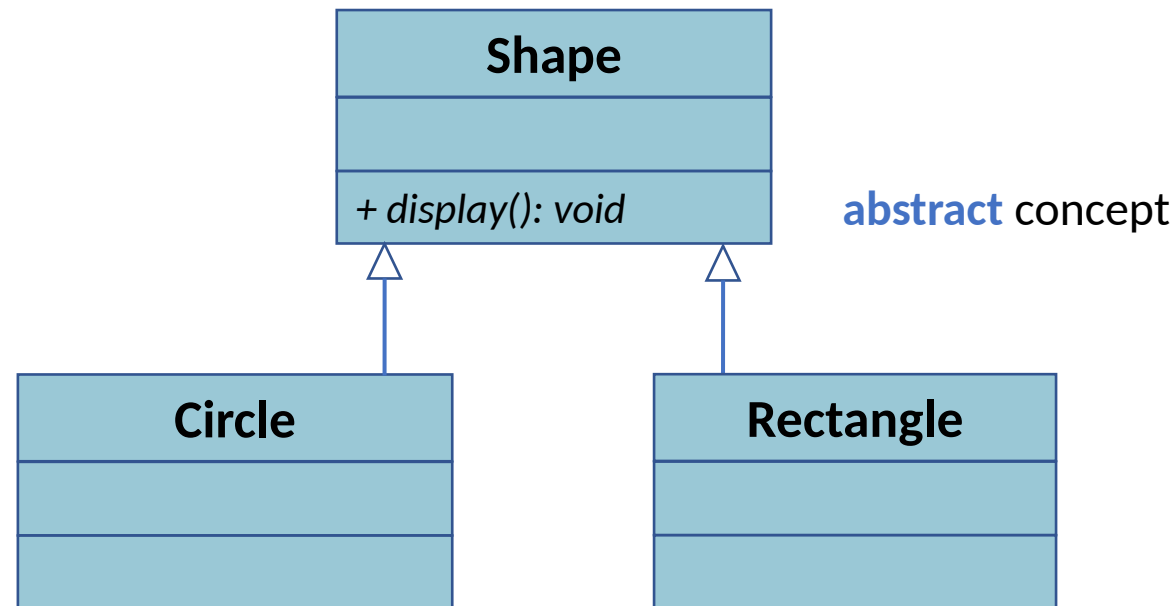 Shape
+ display(): void
abstract concept
Circle
Rectangle